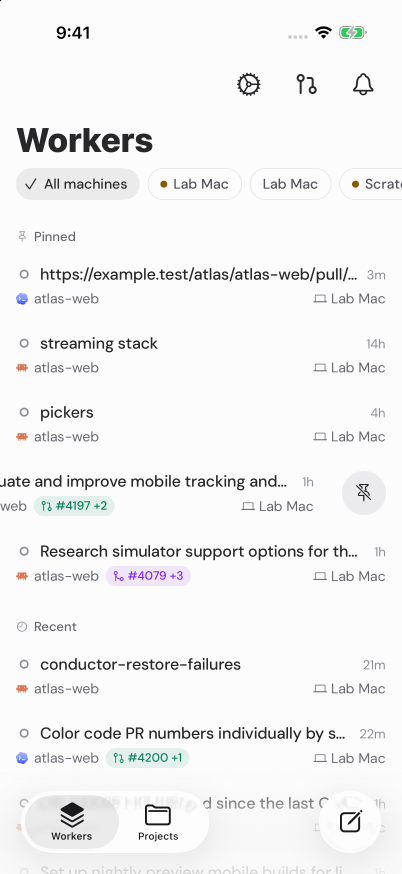 9:41
Workers
All machines
Lab Mac
Lab Mac
Scrat
Pinned
https://example.test/atlas/atlas-web/pull/... 3m
atlas-web Lab Mac
streaming stack 14h
atlas-web Lab Mac
pickers 4h
atlas-web Lab Mac
uate and improve mobile tracking and... 1h
web #4197 +2 Lab Mac
Research simulator support options for th... 1h
atlas-web #4079 +3 Lab Mac
Recent
conductor-restore-failures 21m
atlas-web Lab Mac
Color code PR numbers individually by s... 22m
atlas-web #4200 +1 Lab Mac
d since the last
Workers
Projects
Set up nightly preview mobile builds for li...